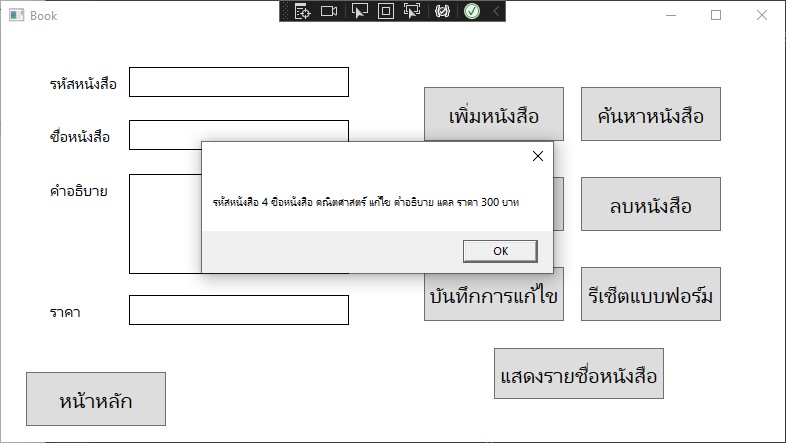 Book
รหัสหนังสือ
เพิ่มหนังสือ
ค้นหาหนังสือ
ชื่อหนังสือ
คำอธิบาย
รหัสหนังสือ 4 ชื่อหนังสือ คณิตศาสตร์ แก้ไข คำอธิบาย แคล ราคา 300 บาท
ลบหนังสือ
OK
บันทึกการแก้ไข
รีเซ็ตแบบฟอร์ม
ราคา
แสดงรายชื่อหนังสือ
หน้าหลัก